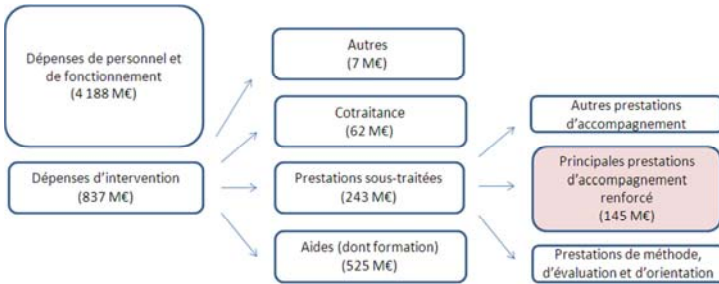 Dépenses de personnel et
de fonctionnement
(4 188 M€)
Dépenses d'intervention
(837 M€)
Autres
(7 M€)
Cotraitance
(62 M€)
Prestations sous-traitées
(243 M€)
Aides (dont formation)
(525 M€)
Autres prestations
d'accompagnement
Principales prestations
d'accompagnement
renforcé
(145 M€)
Prestations de méthode,
d'évaluation et d'orientation